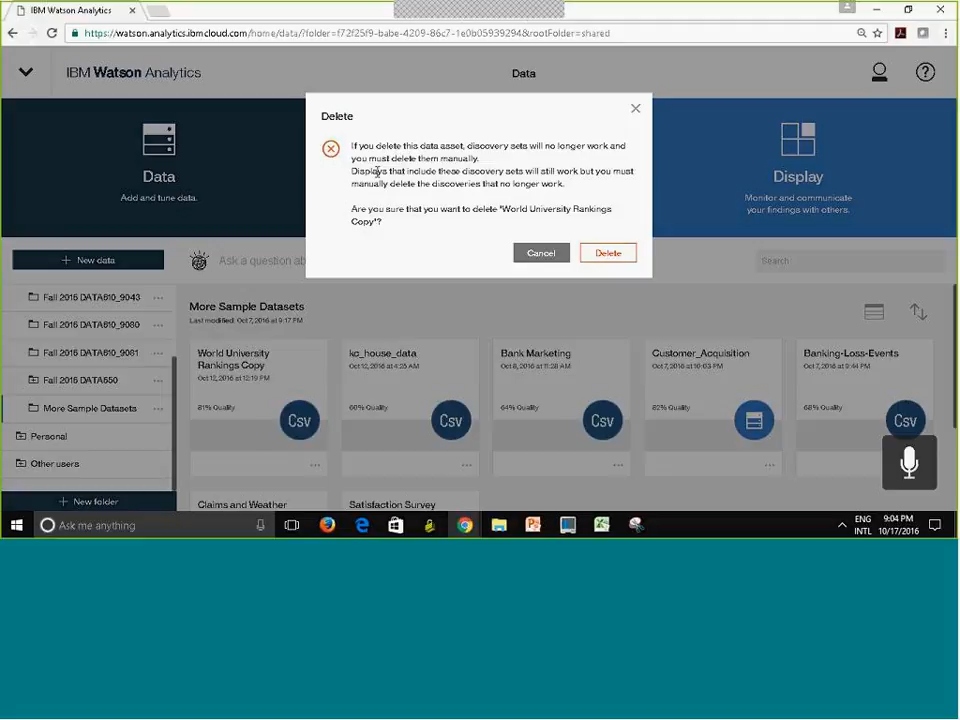 IBM Watson Analytics
https://watson.analytics.ibmcloud.com/home/data/?folder=f72f25f9-babe-4209-86c7-1e0b05939294&rootFolder=shared
IBM Watson Analytics
Data
Delete
If you delete this data asset, discovery sets will no longer work and
you must delete them manually.
Displays that include these discovery sets will still work but you must
manually delete the discoveries that no longer work.
Are you sure that you want to delete "World University Rankings
Copy"?
Cancel
Delete
Data
Add and tune data.
Display
Monitor and communicate
your findings with others.
+ New data
Ask a question ab
Search
Fall 2016 DATA610_9043 ...
Fall 2016 DATA610_9080 ...
Fall 2016 DATA610_9081 ...
Fall 2016 DATA650 ...
More Sample Datasets ...
Personal
Other users
+ New folder
More Sample Datasets
Last modified: Oct 7, 2016 at 9:17 PM
World University
Rankings Copy
Oct 12, 2016 at 12:19 PM
81% Quality
Csv
...
kc_house_data
Oct 12, 2016 at 4:25 AM
60% Quality
Csv
...
Bank Marketing
Oct 8, 2016 at 11:28 AM
64% Quality
Csv
...
Customer_Acquisition
Oct 7, 2016 at 10:03 PM
82% Quality
...
Banking-Loss-Events
Oct 7, 2016 at 9:44 PM
68% Quality
Csv
Claims and Weather
Satisfaction Survey
Ask me anything
ENG
INTL
9:04 PM
10/17/2016